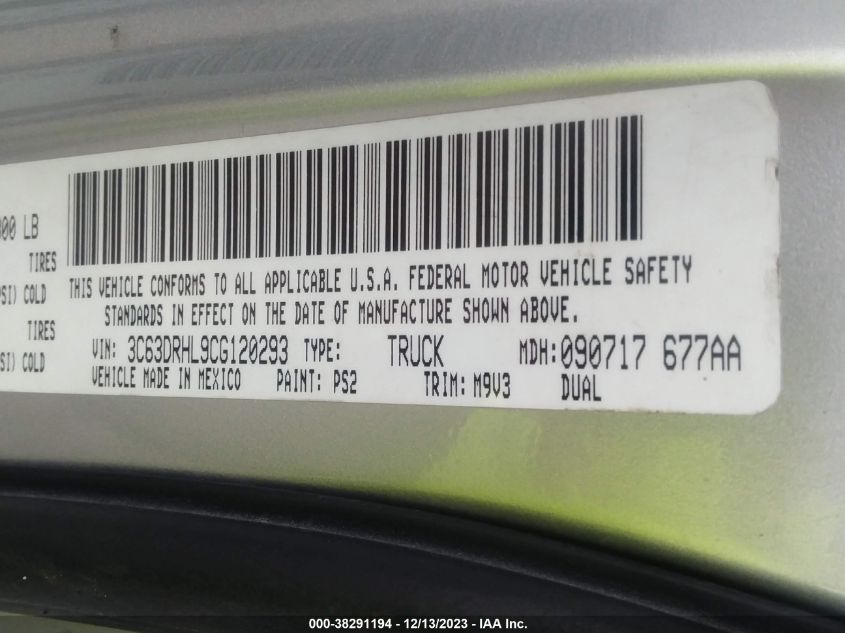 000 LB
TIRES
SI) COLD
TIRES
SI) COLD
THIS VEHICLE CONFORMS TO ALL APPLICABLE U.S.A. FEDERAL MOTOR VEHICLE SAFETY
STANDARDS IN EFFECT ON THE DATE OF MANUFACTURE SHOWN ABOVE.
VIN: 3C63DRHL9CG120293 TYPE: TRUCK MDH:090717 677AA
VEHICLE MADE IN MEXICO PAINT: PS2 TRIM: M9V3 DUAL
000-38291194 - 12/13/2023 - IAA Inc.